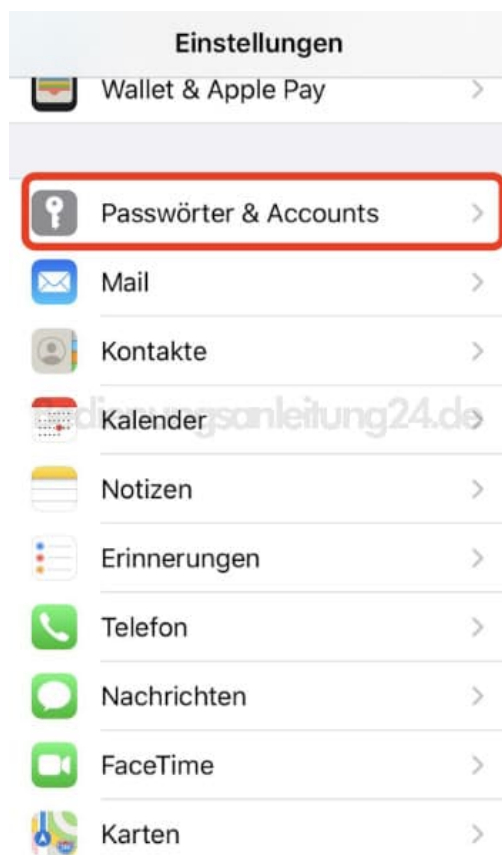 Einstellungen
Wallet & Apple Pay
Passwörter & Accounts
Mail
Kontakte
Kalender
Notizen
Erinnerungen
Telefon
Nachrichten
FaceTime
Karten